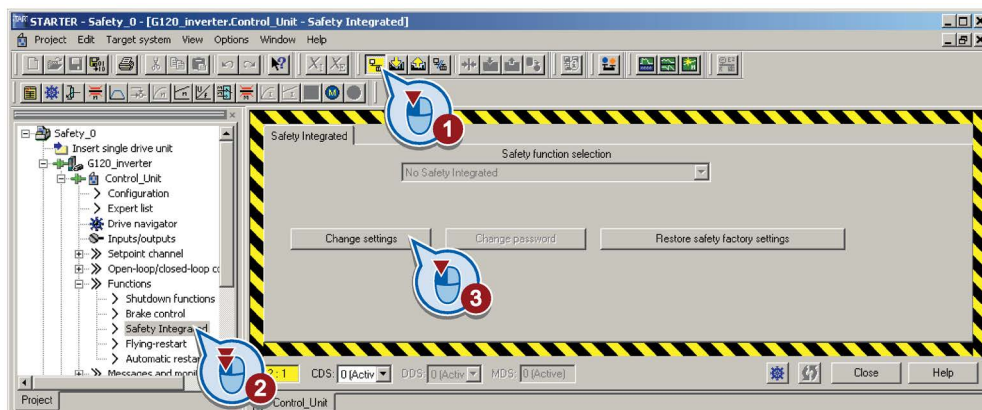 STARTER - Safety_0 - [G120_inverter.Control_Unit - Safety Integrated]
Project Edit Target system View Options Window Help
1
Safety_0
Insert single drive unit
G120_inverter
Control_Unit
Configuration
Expert list
Drive navigator
Inputs/outputs
Setpoint channel
Open-loop/closed-loop
Functions
Shutdown functions
Brake control
Safety Integrated
Flying-restart
Automatic restart
Messages and
2
Project
Safety Integrated
Safety function selection
No Safety Integrated
Change settings Change password Restore safety factory settings
3
: 1 CDS: 0 (Activ DDS: 0 (Activ MDS: 0 (Active) Close Help
Control_Unit